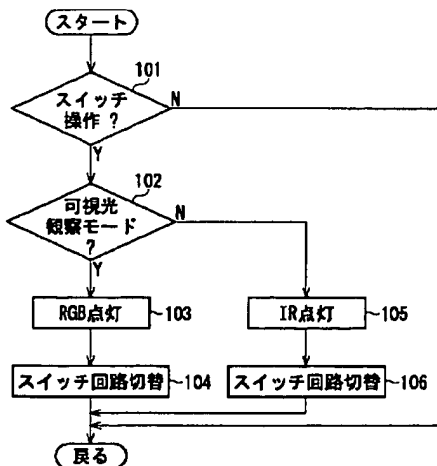 スタート
101
スイッチ
操作 ?
N
Y
102
可視光
観察モード
?
N
Y
RGB点灯
103
IR点灯
105
スイッチ回路切替
104
スイッチ回路切替
106
戻る